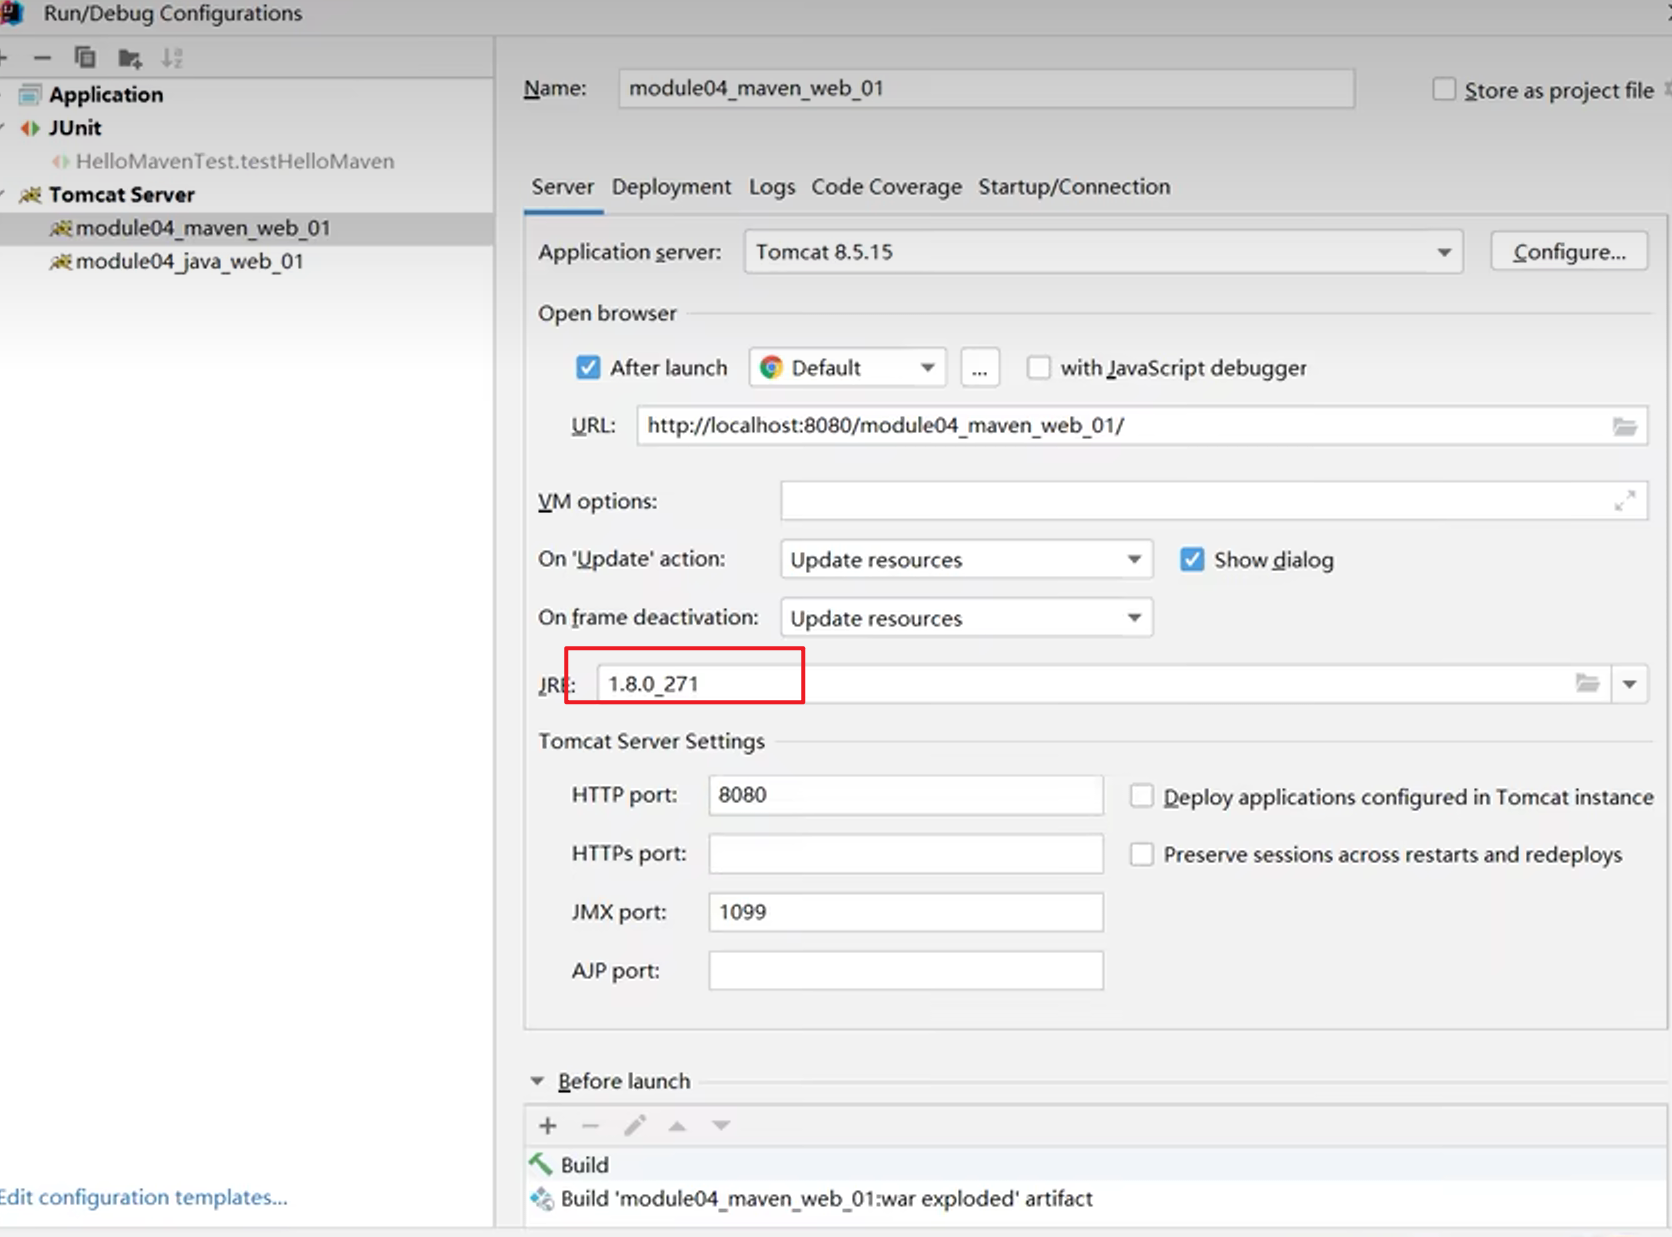 Run/Debug Configurations
Application
JUnit
HelloMavenTest.testHelloMaven
Tomcat Server
module04_maven_web_01
module04_java_web_01
Edit configuration templates...
Name: module04_maven_web_01
Store as project file
Server Deployment Logs Code Coverage Startup/Connection
Application server: Tomcat 8.5.15 Configure...
Open browser
After launch Default ... with JavaScript debugger
URL: http://localhost:8080/module04_maven_web_01/
VM options:
On 'Update' action: Update resources Show dialog
On frame deactivation: Update resources
JRE: 1.8.0_271
Tomcat Server Settings
HTTP port: 8080 Deploy applications configured in Tomcat instance
HTTPs port: Preserve sessions across restarts and redeploys
JMX port: 1099
AJP port:
Before launch
Build
Build 'module04_maven_web_01:war exploded' artifact